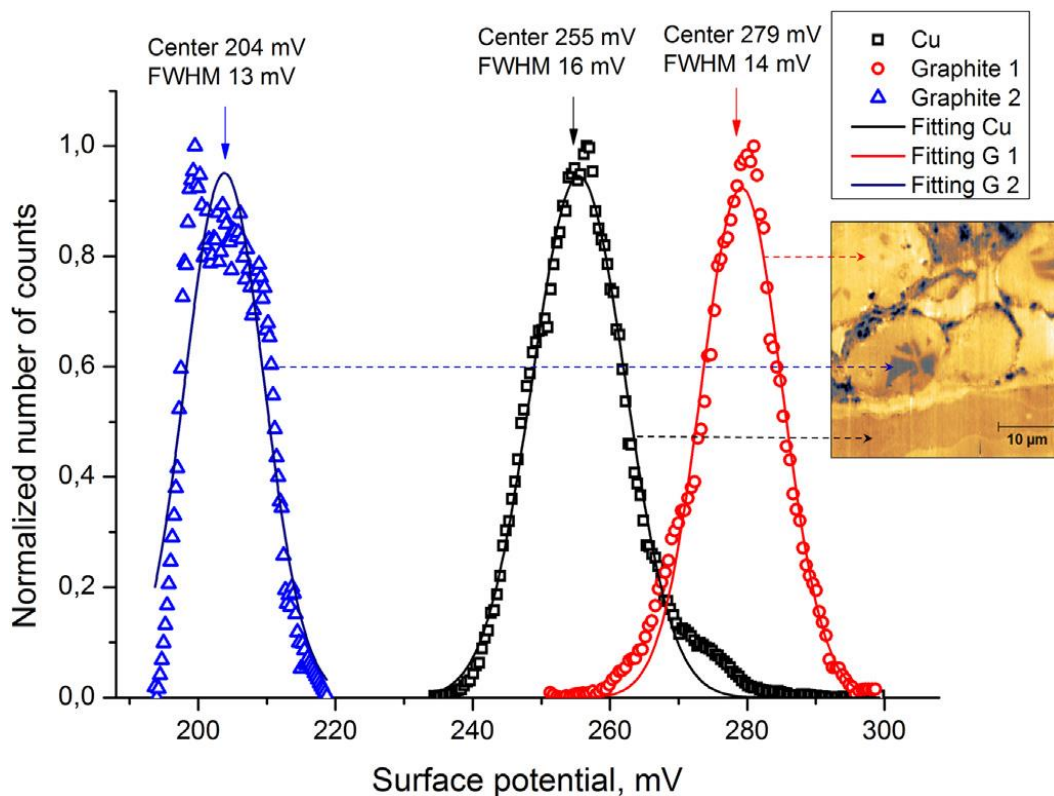 Center 204 mV
FWHM 13 mV
Center 255 mV
FWHM 16 mV
Center 279 mV
FWHM 14 mV
Cu
Graphite 1
Graphite 2
Fitting Cu
Fitting G 1
Fitting G 2
1,0
0,8
0,6
0,4
0,2
0,0
Normalized number of counts
10 µm
200
220
240
260
280
300
Surface potential, mV